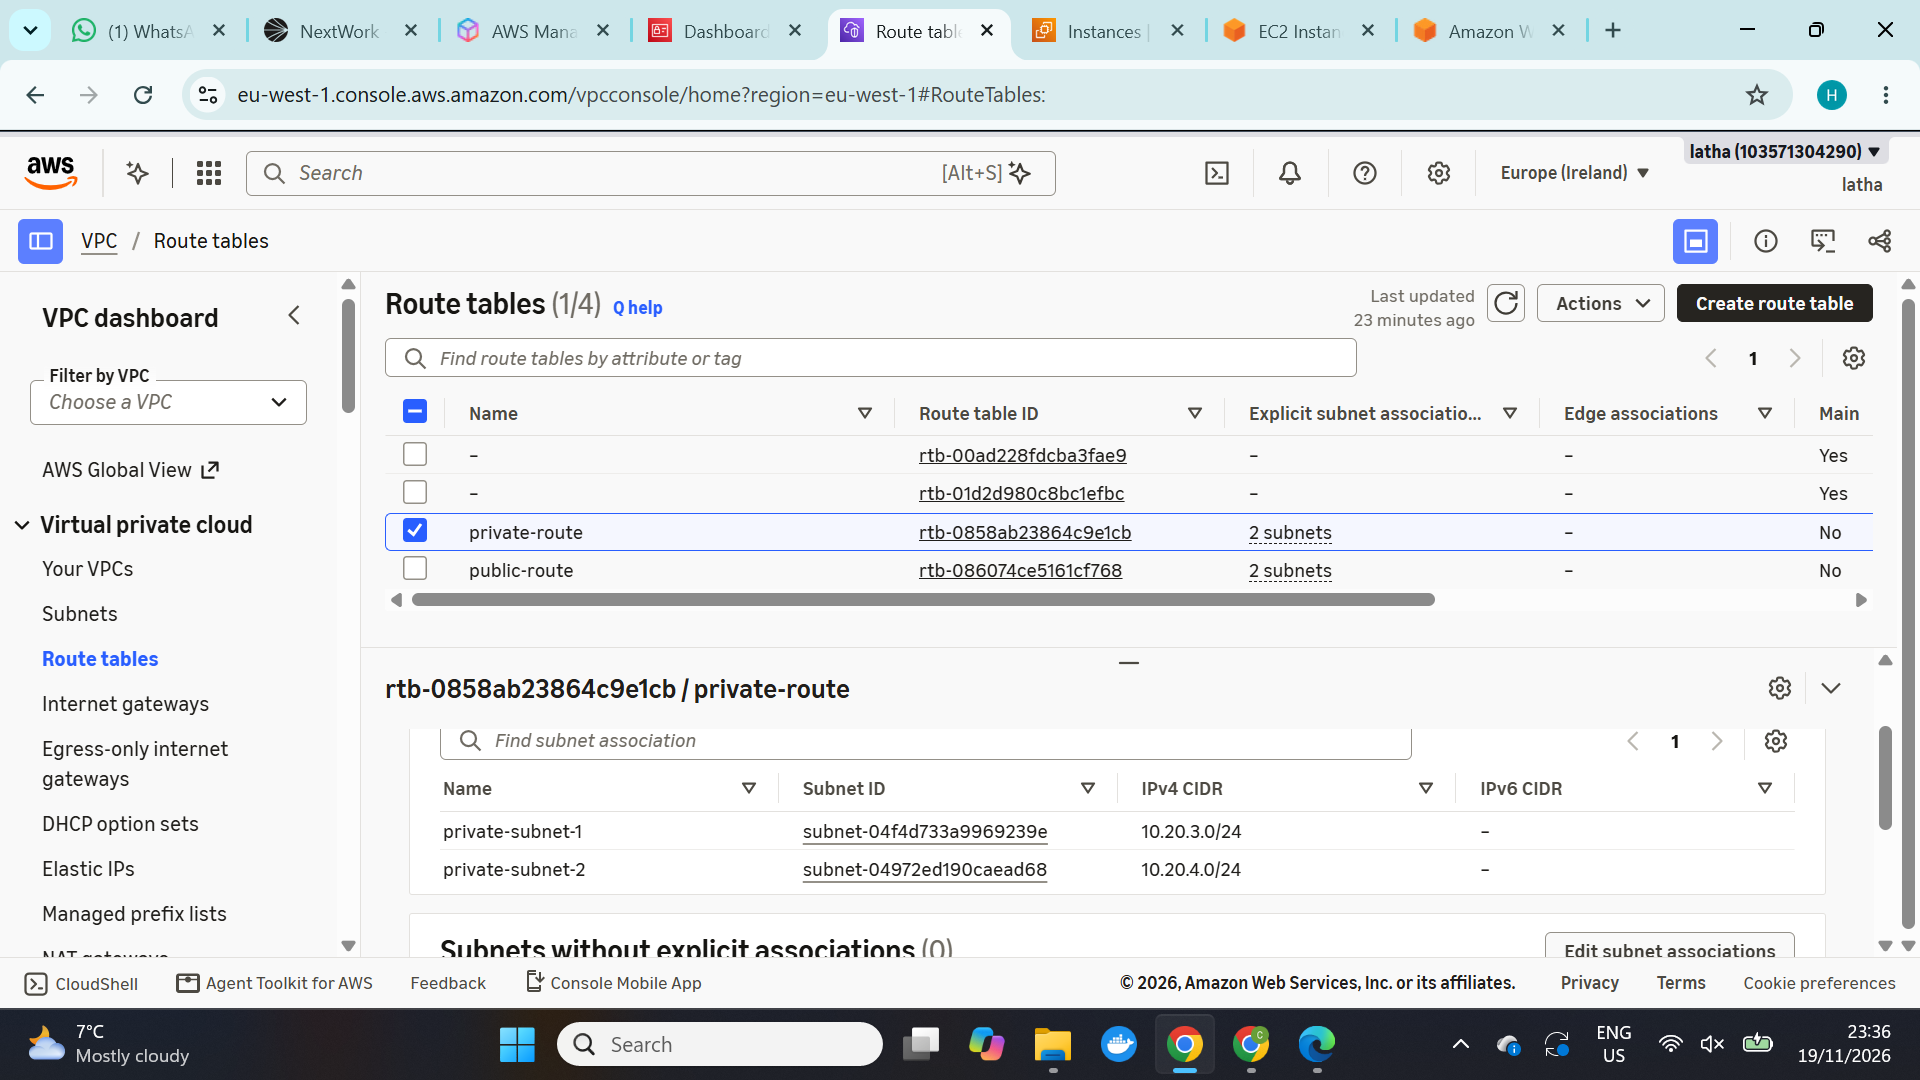 (1) WhatsA
NextWork
AWS Mana
Dashboard
Route tabl
Instances |
EC2 Instan
Amazon W
eu-west-1.console.aws.amazon.com/vpcconsole/home?region=eu-west-1#RouteTables:
H
aws
Search
[Alt+S]
Europe (Ireland)
latha (103571304290)
latha
VPC / Route tables
VPC dashboard
Filter by VPC
Choose a VPC
AWS Global View
Virtual private cloud
Your VPCs
Subnets
Route tables
Internet gateways
Egress-only internet
gateways
DHCP option sets
Elastic IPs
Managed prefix lists
NAT gateways
Route tables (1/4) Q help
Last updated
23 minutes ago
Actions
Create route table
Find route tables by attribute or tag
1
Name Route table ID Explicit subnet associatio... Edge associations Main
– rtb-00ad228fdcba3fae9 – – Yes
– rtb-01d2d980c8bc1efbc – – Yes
private-route rtb-0858ab23864c9e1cb 2 subnets – No
public-route rtb-086074ce5161cf768 2 subnets – No
rtb-0858ab23864c9e1cb / private-route
Find subnet association
1
Name Subnet ID IPv4 CIDR IPv6 CIDR
private-subnet-1 subnet-04f4d733a9969239e 10.20.3.0/24 –
private-subnet-2 subnet-04972ed190caead68 10.20.4.0/24 –
Subnets without explicit associations (0)
Edit subnet associations
CloudShell
Agent Toolkit for AWS
Feedback
Console Mobile App
© 2026, Amazon Web Services, Inc. or its affiliates.
Privacy
Terms
Cookie preferences
7°C
Mostly cloudy
Search
C
ENG
US
23:36
19/11/2026